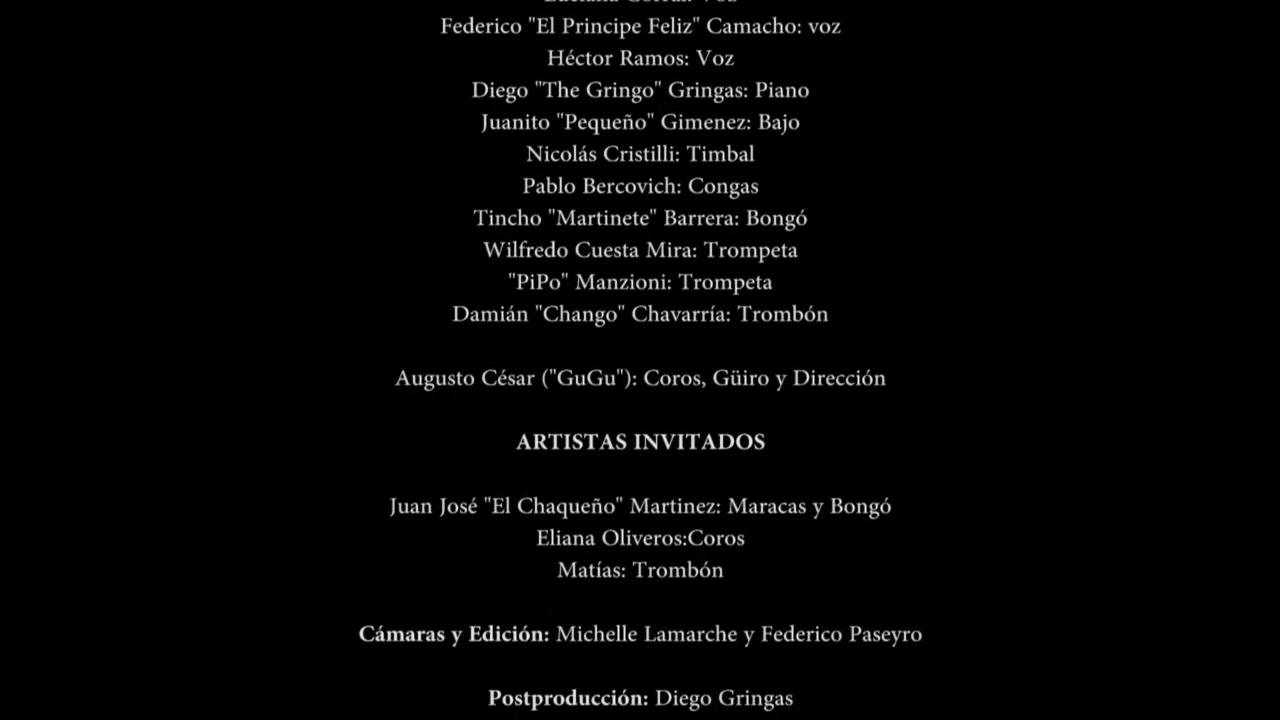 Federico "El Principe Feliz" Camacho: voz
Héctor Ramos: Voz
Diego "The Gringo" Gringas: Piano
Juanito "Pequeño" Gimenez: Bajo
Nicolás Cristilli: Timbal
Pablo Bercovich: Congas
Tincho "Martinete" Barrera: Bongó
Wilfredo Cuesta Mira: Trompeta
"PiPo" Manzioni: Trompeta
Damián "Chango" Chavarría: Trombón
Augusto César ("GuGu"): Coros, Güiro y Dirección
ARTISTAS INVITADOS
Juan José "El Chaqueño" Martinez: Maracas y Bongó
Eliana Oliveros:Coros
Matías: Trombón
Cámaras y Edición: Michelle Lamarche y Federico Paseyro
Postproducción: Diego Gringas